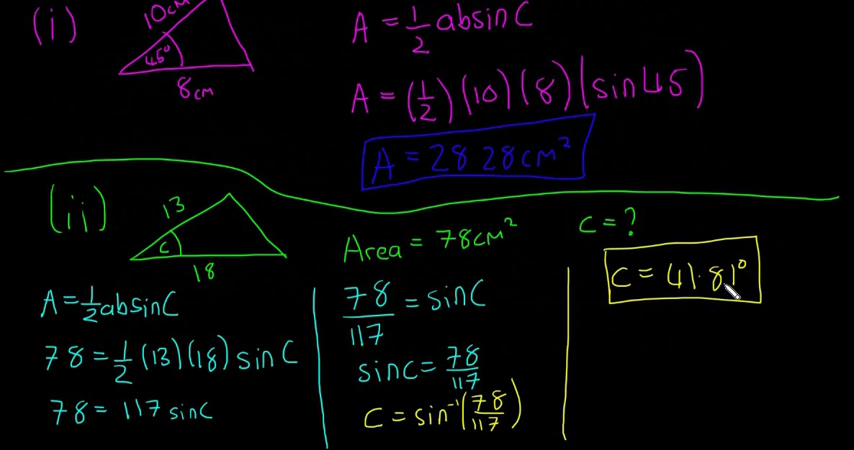 (i)
10cm
45°
8cm
A = 1/2 absinC
A = (1/2)(10)(8)(sin45)
A = 28 28cm²
(ii)
13
C
18
Area = 78cm²
C = ?
A = 1/2 absinC
78 = 1/2 (13)(18) sinC
78 = 117 sinC
78/117 = sinC
sinC = 78/117
C = sin⁻¹(78/117)
C = 41.81°